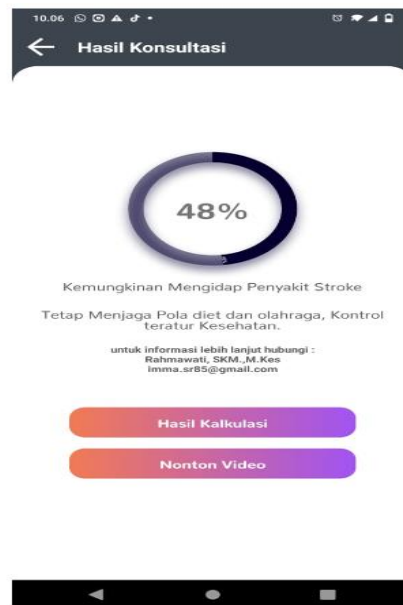 10.06
Hasil Konsultasi
48%
Kemungkinan Mengidap Penyakit Stroke
Tetap Menjaga Pola diet dan olahraga, Kontrol
teratur Kesehatan.
untuk informasi lebih lanjut hubungi :
Rahmawati, SKM.,M.Kes
imma.sr85@gmail.com
Hasil Kalkulasi
Nonton Video